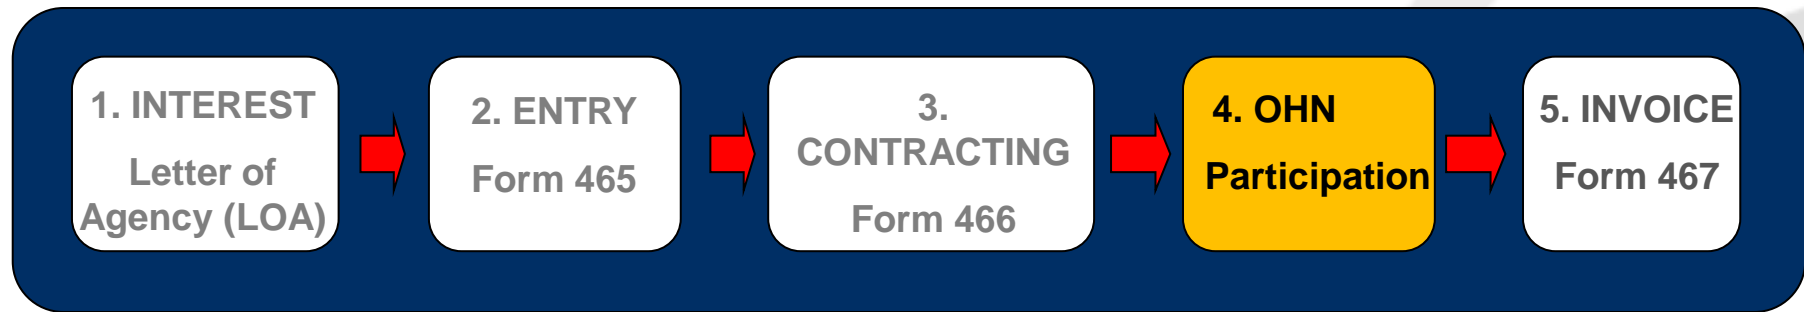 1. INTEREST
Letter of
Agency (LOA)
2. ENTRY
Form 465
3.
CONTRACTING
Form 466
4. OHN
Participation
5. INVOICE
Form 467